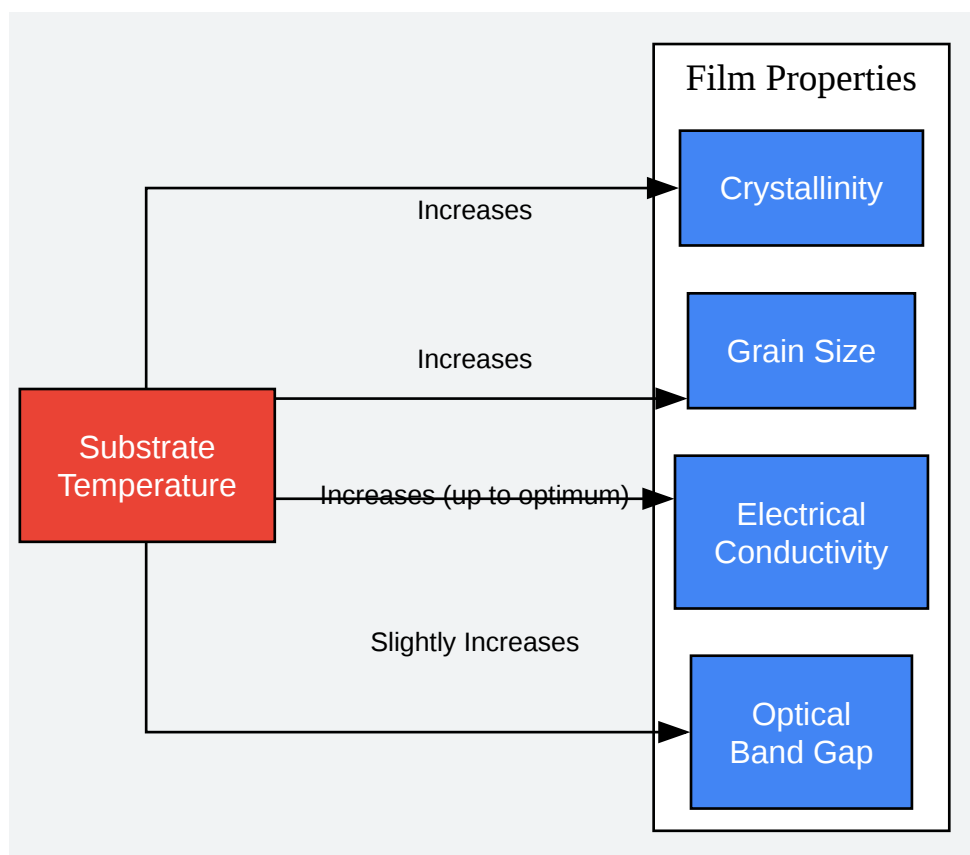 Film Properties
Crystallinity
Increases
Grain Size
Increases
Substrate
Temperature
Increases (up to optimum)
Electrical
Conductivity
Slightly Increases
Optical
Band Gap